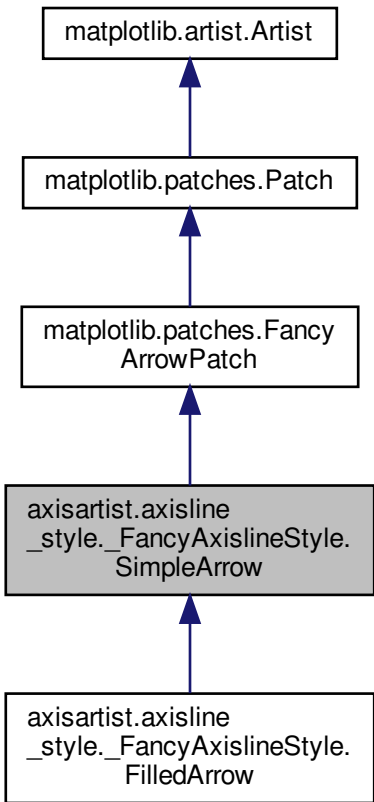 matplotlib.artist.Artist
matplotlib.patches.Patch
matplotlib.patches.Fancy
ArrowPatch
axisartist.axisline
_style._FancyAxislineStyle.
SimpleArrow
axisartist.axisline
_style._FancyAxislineStyle.
FilledArrow